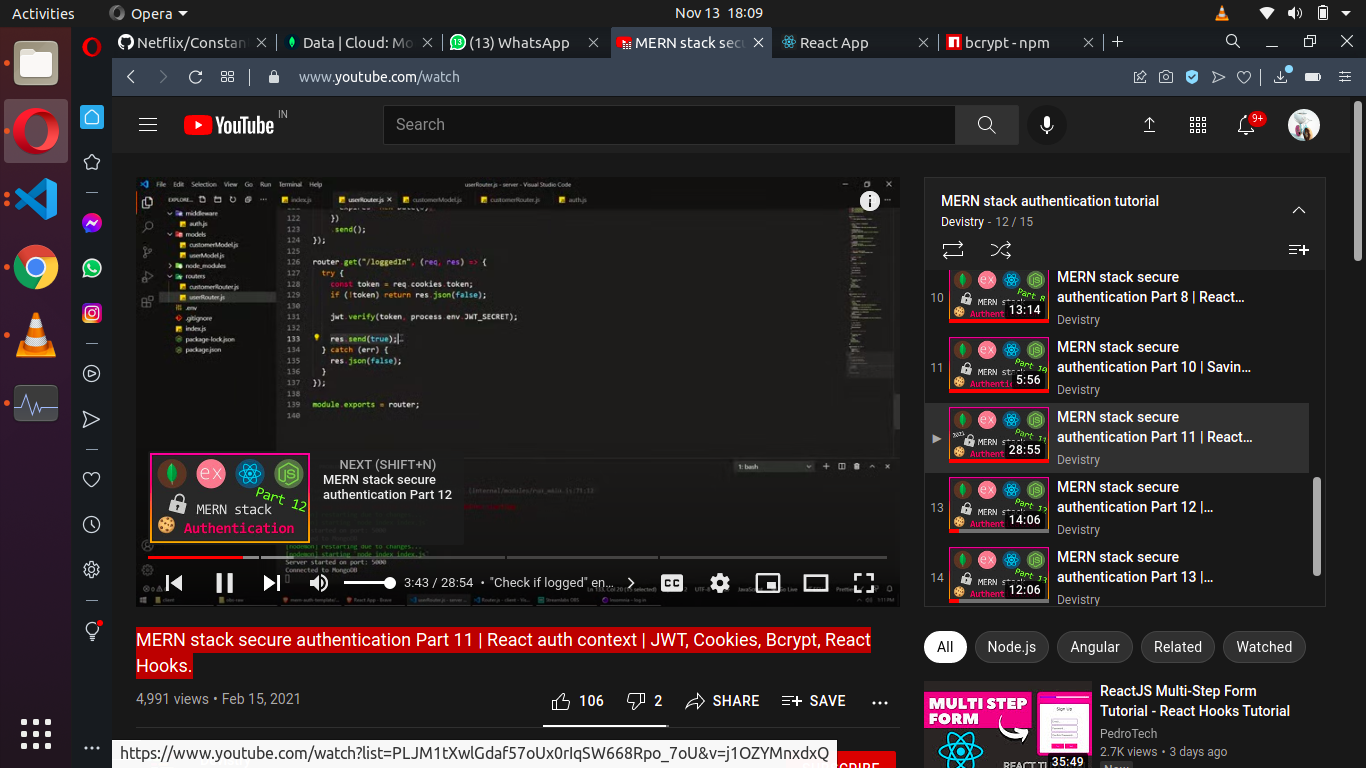 Activities
Opera
Nov 13 18:09
Netflix/Constan
Data | Cloud: Mo
(13) WhatsApp
MERN stack secu
React App
bcrypt - npm
www.youtube.com/watch
YouTube
IN
Search
9+
File Edit Selection View Go Run Terminal Help
userRouter.js - server - Visual Studio Code
EXPLORE...
index.js
userRouter.js
customerModel.js
customerRouter.js
auth.js
middleware
auth.js
models
customerModel.js
userModel.js
node_modules
routers
customerRouter.js
userRouter.js
.env
.gitignore
index.js
package-lock.json
package.json
122 })
123 .send();
124 });
125
126 router.get("/loggedIn", (req, res) => {
127 try {
128 const token = req.cookies.token;
129 if (!token) return res.json(false);
130
131 jwt.verify(token, process.env.JWT_SECRET);
132
133 res.send(true);
134 } catch (err) {
135 res.json(false);
136 }
137 });
138
139 module.exports = router;
140
1: bash
NEXT (SHIFT+N)
MERN stack secure
authentication Part 12
ex
Part 12
MERN stack
Authentication
[nodemon] restarting due to changes...
[nodemon] starting `node index index.js`
Server started on port: 5000
Connected to MongoDB
3:43 / 28:54 • "Check if logged" en...
CC
MERN stack secure authentication Part 11 | React auth context | JWT, Cookies, Bcrypt, React
Hooks.
4,991 views • Feb 15, 2021
106
2
SHARE
SAVE
https://www.youtube.com/watch?list=PLJM1tXwlGdaf57oUx0rIqSW668Rpo_7oU&v=j1OZYMnxdxQ
MERN stack authentication tutorial
Devistry - 12 / 15
10
13:14
MERN stack secure
authentication Part 8 | React...
Devistry
11
5:56
MERN stack secure
authentication Part 10 | Savin...
Devistry
28:55
MERN stack secure
authentication Part 11 | React...
Devistry
13
14:06
MERN stack secure
authentication Part 12 |...
Devistry
14
12:06
MERN stack secure
authentication Part 13 |...
Devistry
All
Node.js
Angular
Related
Watched
MULTI STEP
FORM
Sign Up
35:49
ReactJS Multi-Step Form
Tutorial - React Hooks Tutorial
PedroTech
2.7K views • 3 days ago
New